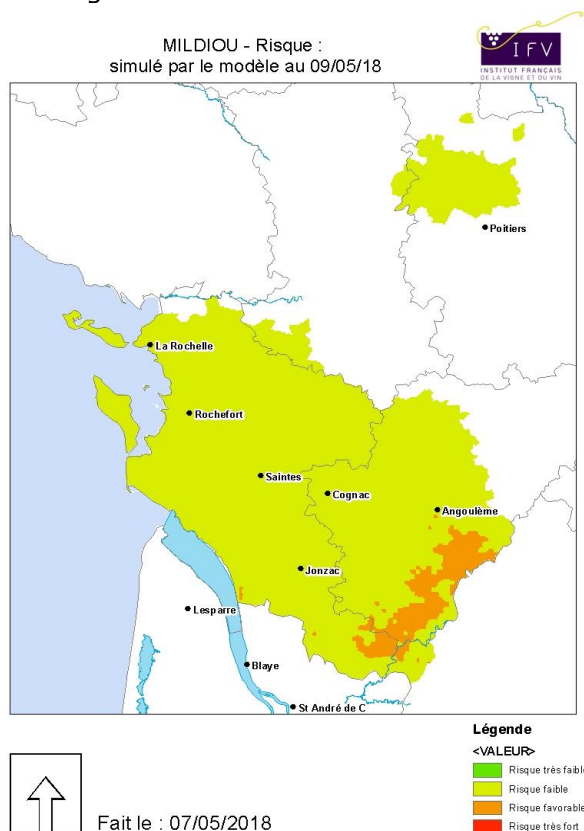 MILDIOU - Risque :
simulé par le modèle au 09/05/18
IFV
INSTITUT FRANÇAIS
DE LA VIGNE ET DU VIN
Poitiers
La Rochelle
Rochefort
Saintes
Cognac
Angoulème
Jonzac
Lesparre
Blaye
St André de C
Légende
<VALEUR>
Risque très faible
Risque faible
Risque favorable
Risque très fort
Fait le : 07/05/2018